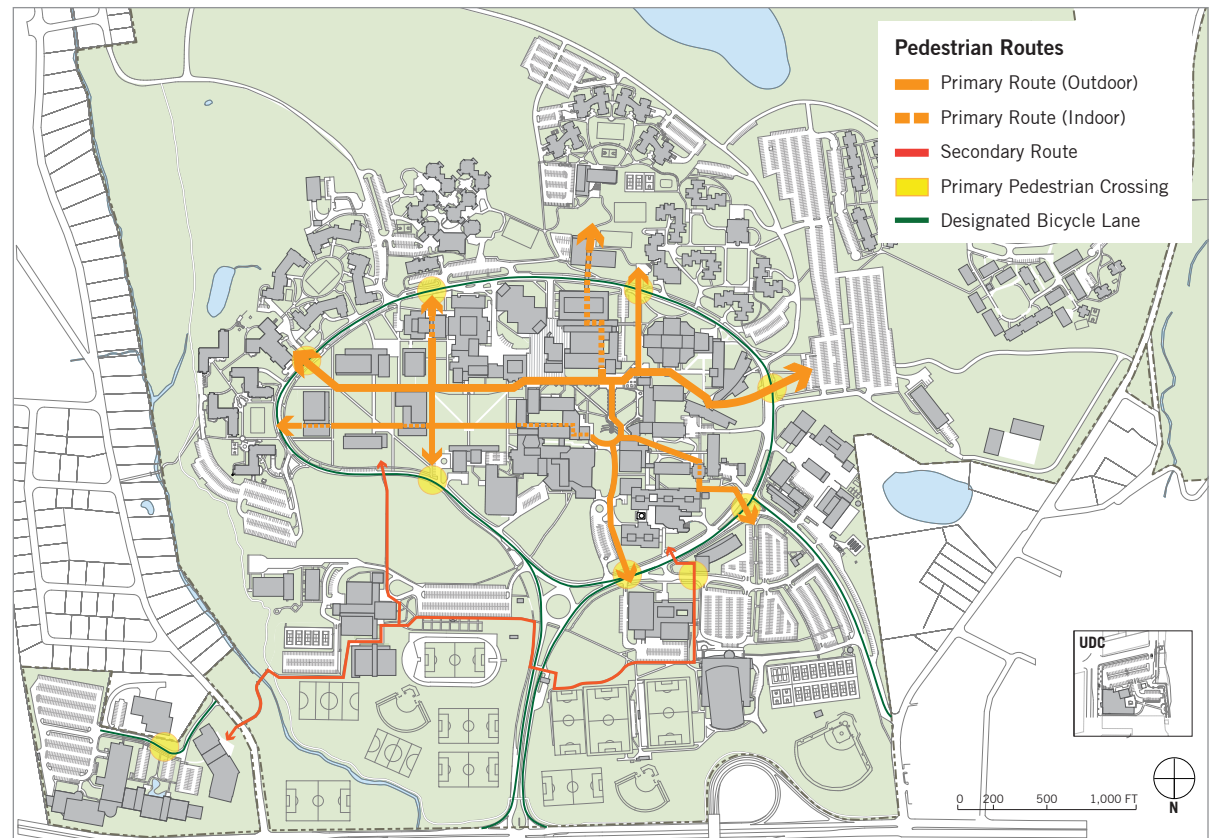 Pedestrian Routes
Primary Route (Outdoor)
Primary Route (Indoor)
Secondary Route
Primary Pedestrian Crossing
Designated Bicycle Lane
UDC
0 200 500 1,000 FT
N